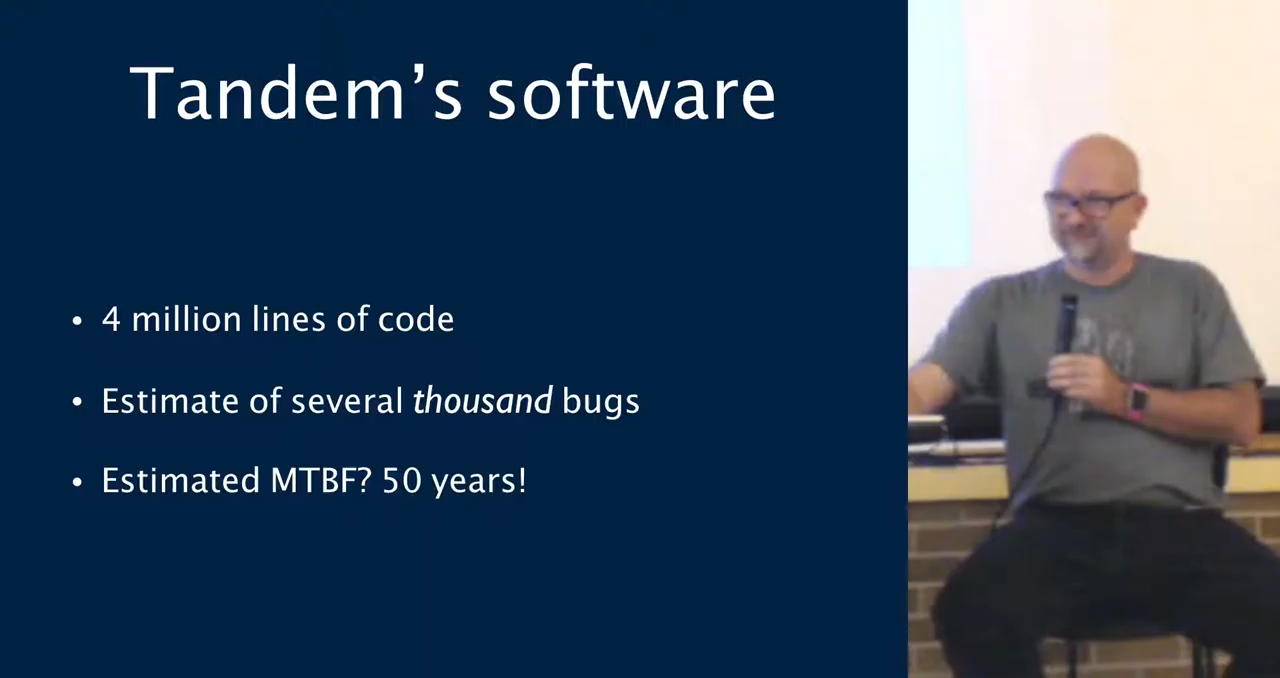 Tandem’s software
• 4 million lines of code
• Estimate of several thousand bugs
• Estimated MTBF? 50 years!